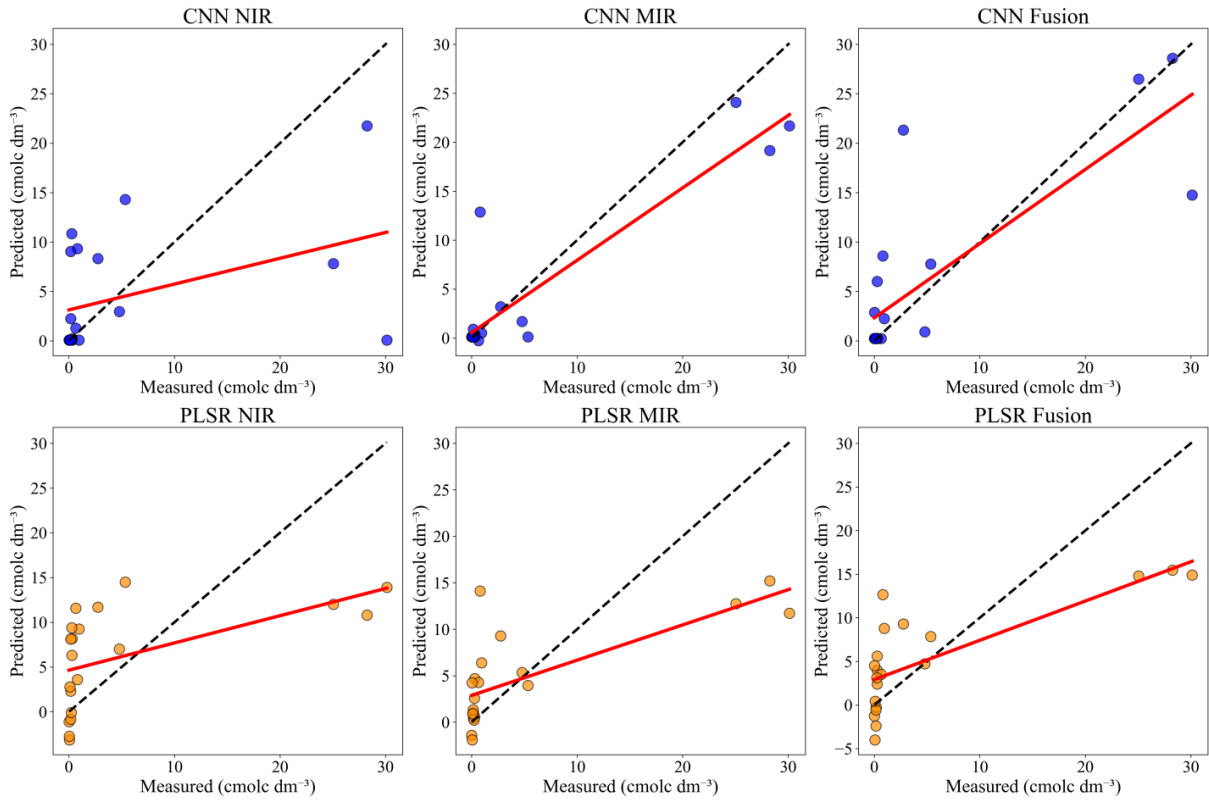 CNN NIR
30
25
20
15
10
5
0
Predicted (cmolc dm⁻³)
0 10 20 30
Measured (cmolc dm⁻³)
CNN MIR
30
25
20
15
10
5
0
Predicted (cmolc dm⁻³)
0 10 20 30
Measured (cmolc dm⁻³)
CNN Fusion
30
25
20
15
10
5
0
Predicted (cmolc dm⁻³)
0 10 20 30
Measured (cmolc dm⁻³)
PLSR NIR
30
25
20
15
10
5
0
Predicted (cmolc dm⁻³)
0 10 20 30
Measured (cmolc dm⁻³)
PLSR MIR
30
25
20
15
10
5
0
Predicted (cmolc dm⁻³)
0 10 20 30
Measured (cmolc dm⁻³)
PLSR Fusion
30
25
20
15
10
5
0
−5
Predicted (cmolc dm⁻³)
0 10 20 30
Measured (cmolc dm⁻³)